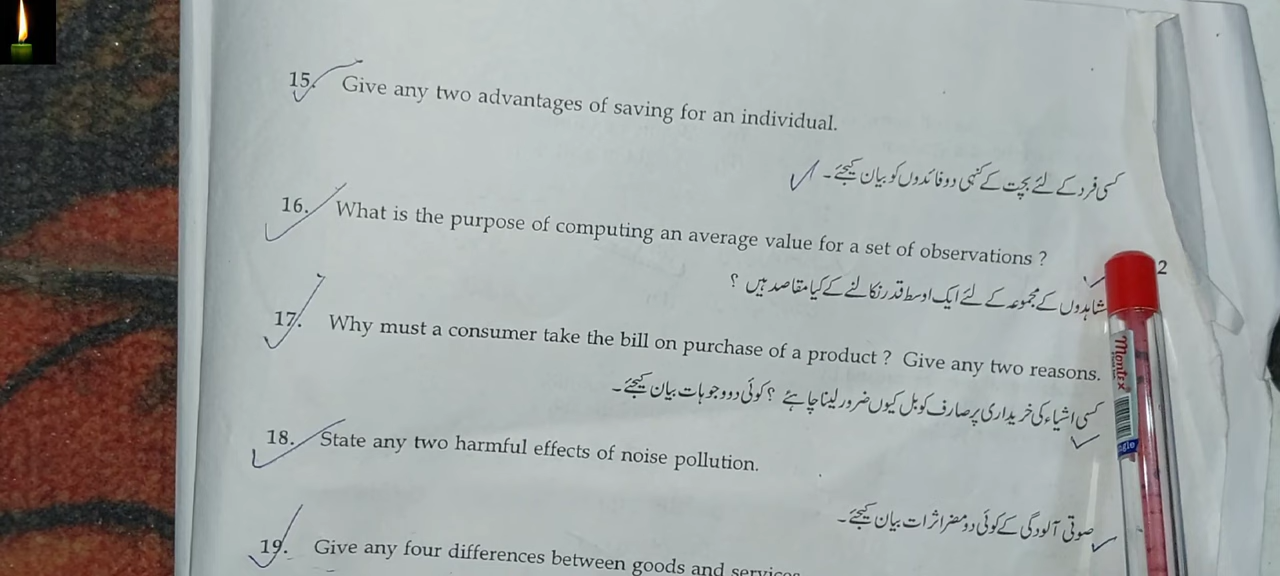 15. Give any two advantages of saving for an individual.
کسی فرد کے لئے بچت کے کنہی دو فائدوں کو بیان کیجئے۔
16. What is the purpose of computing an average value for a set of observations ?
2
شاہدوں کے مجموعہ کے لئے ایک اوسط قدر نکالنے کے کیا مقاصد ہیں ؟
17. Why must a consumer take the bill on purchase of a product ? Give any two reasons.
کسی اشیاء کی خریداری پر صارف کو بل کیوں ضرور لینا چاہئے ؟ کوئی دو وجوہات بیان کیجئے۔
18. State any two harmful effects of noise pollution.
صوتی آلودگی کے کوئی دو مضر اثرات بیان کیجئے۔
19. Give any four differences between goods and services
Montex